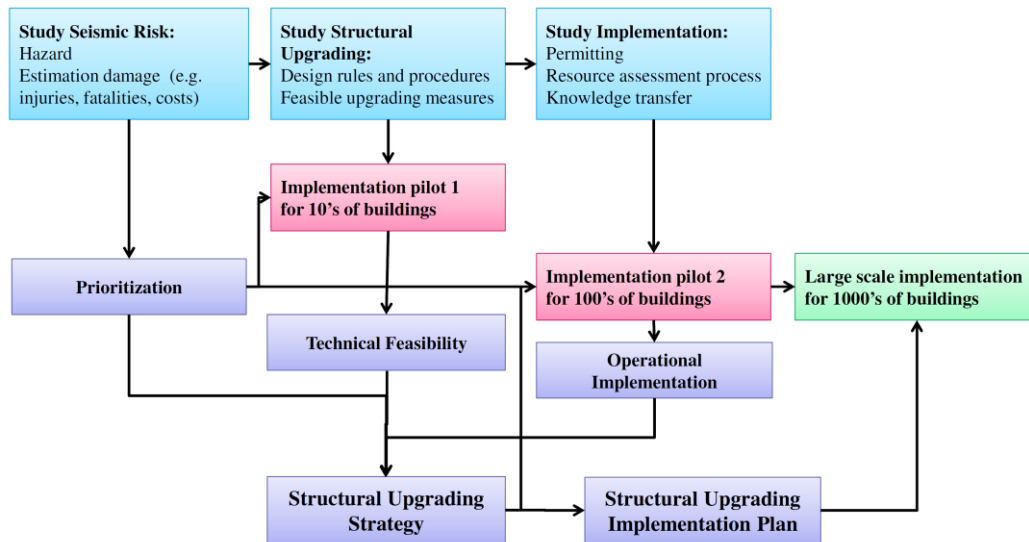 Study Seismic Risk:
Hazard
Estimation damage (e.g.
injuries, fatalities, costs)
Study Structural
Upgrading:
Design rules and procedures
Feasible upgrading measures
Study Implementation:
Permitting
Resource assessment process
Knowledge transfer
Implementation pilot 1
for 10's of buildings
Prioritization
Implementation pilot 2
for 100's of buildings
Large scale implementation
for 1000's of buildings
Technical Feasibility
Operational
Implementation
Structural Upgrading
Strategy
Structural Upgrading
Implementation Plan